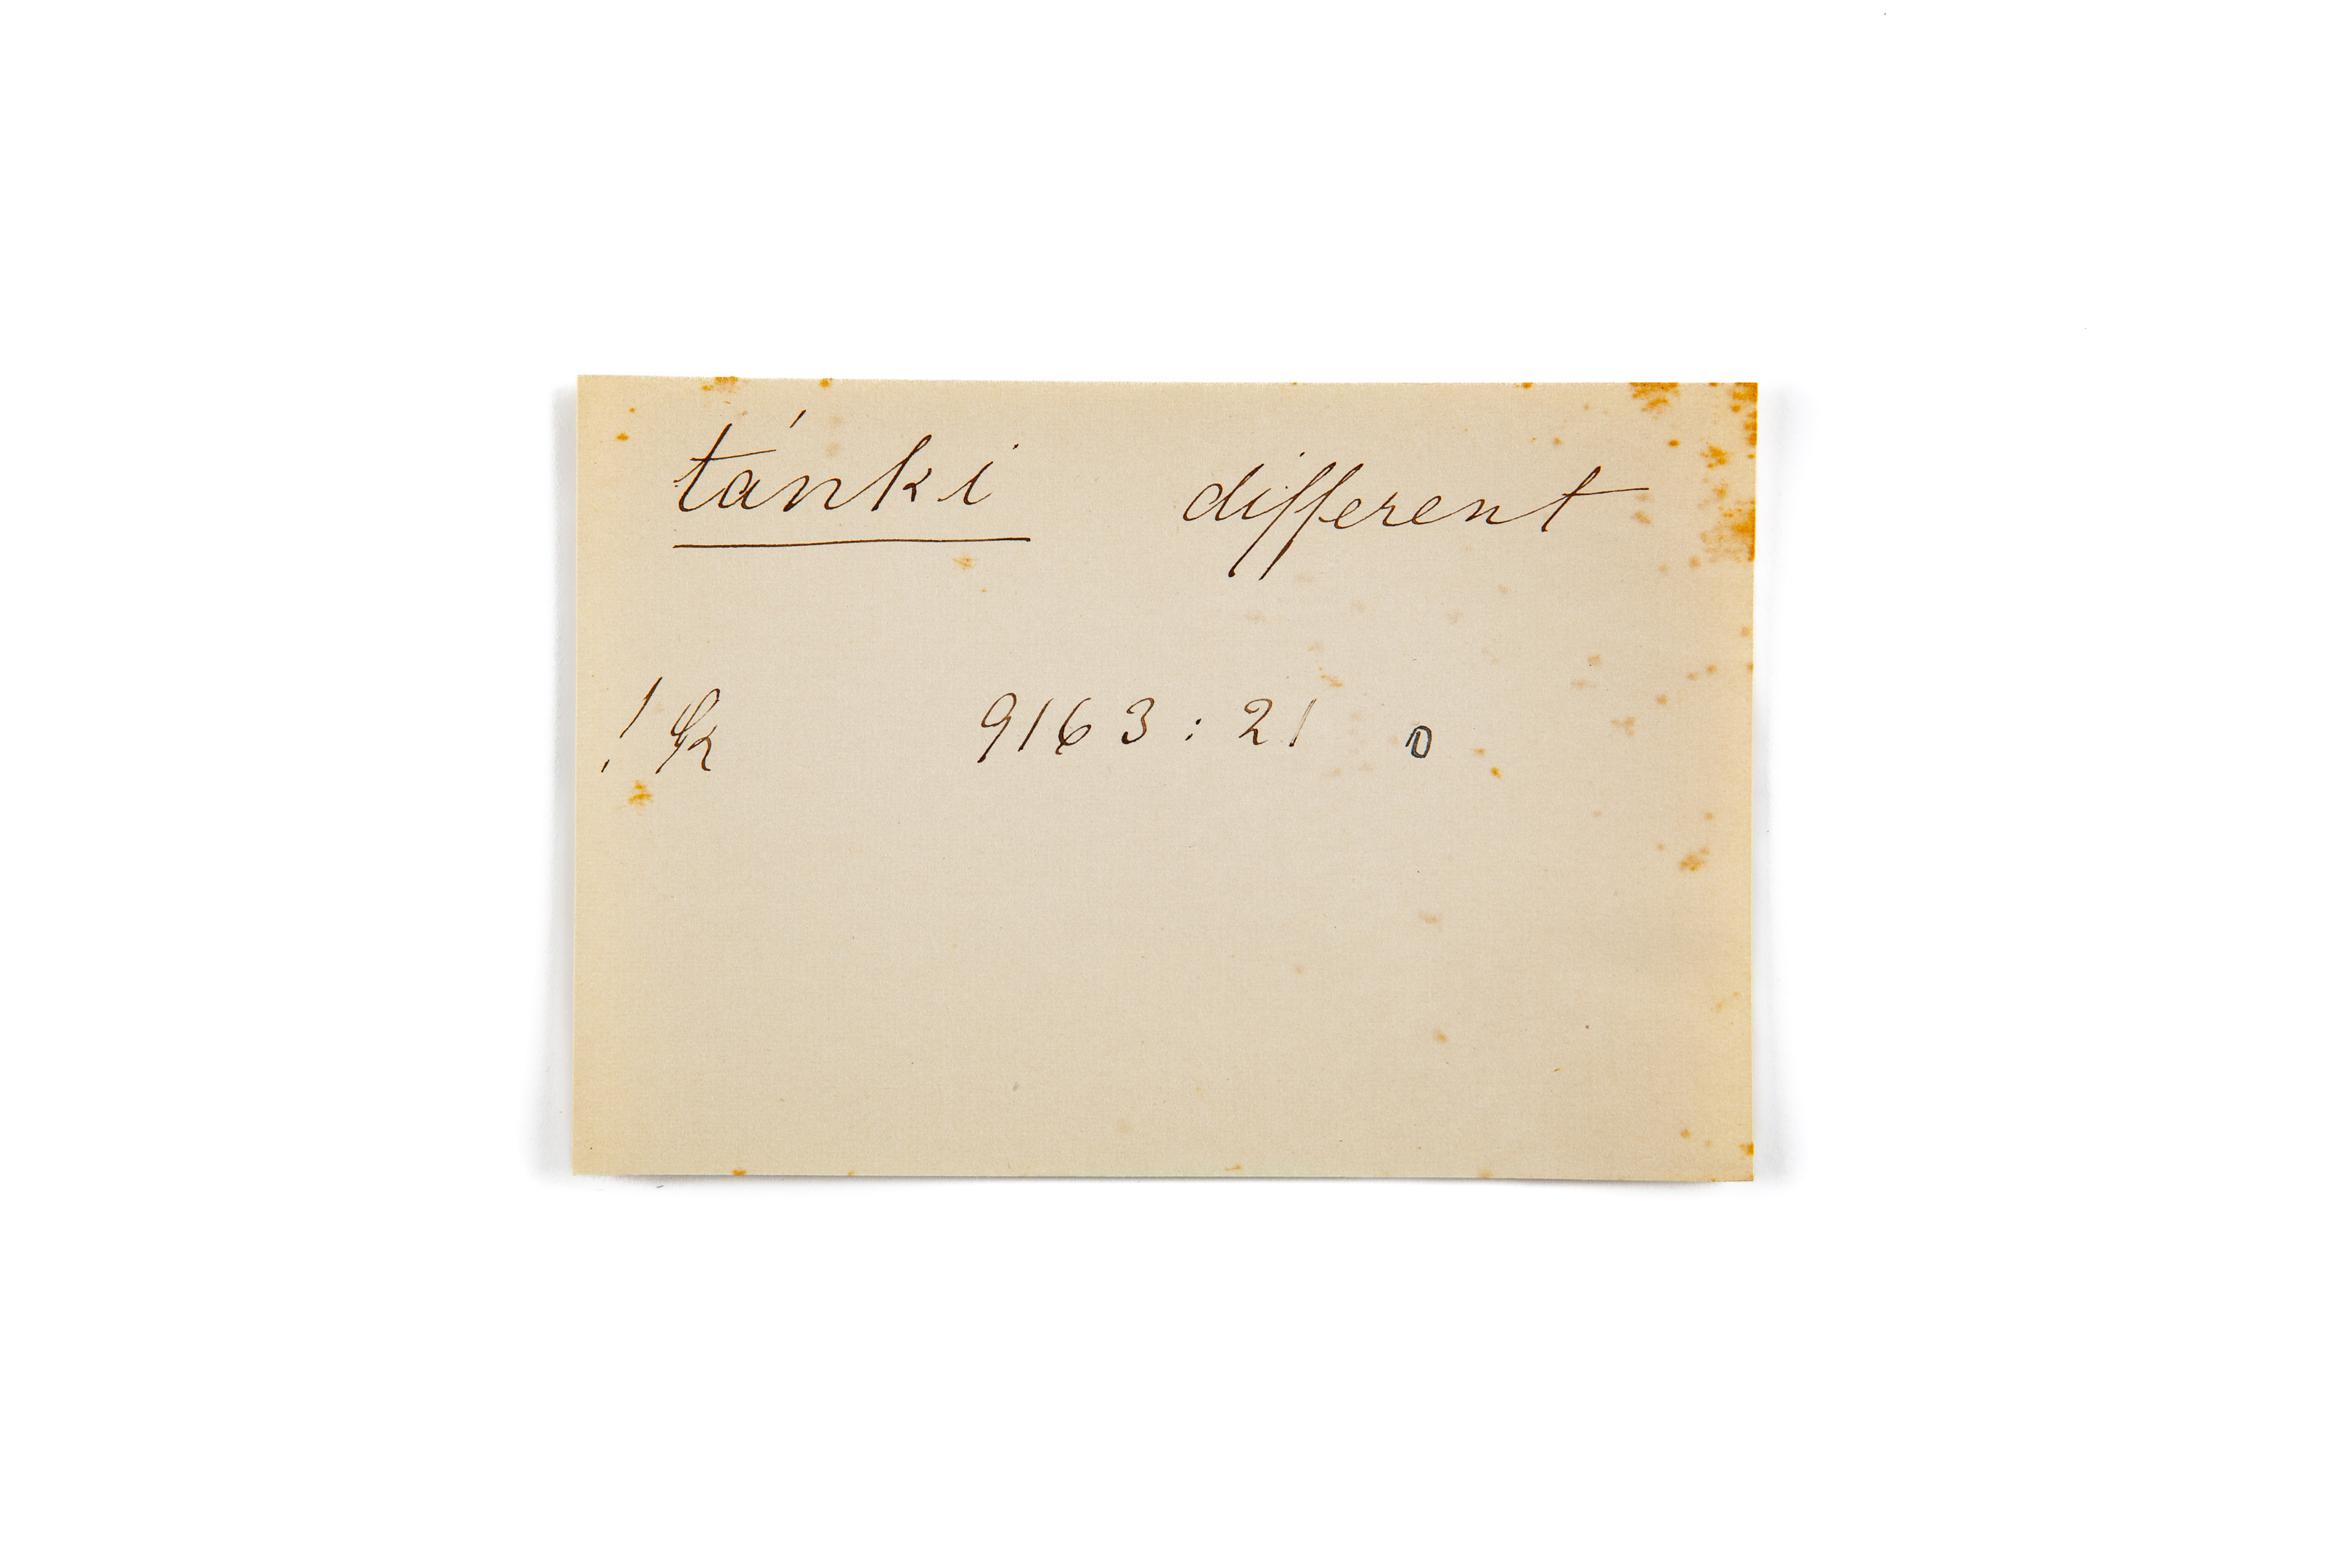 tánki different
!k 9163:21 D